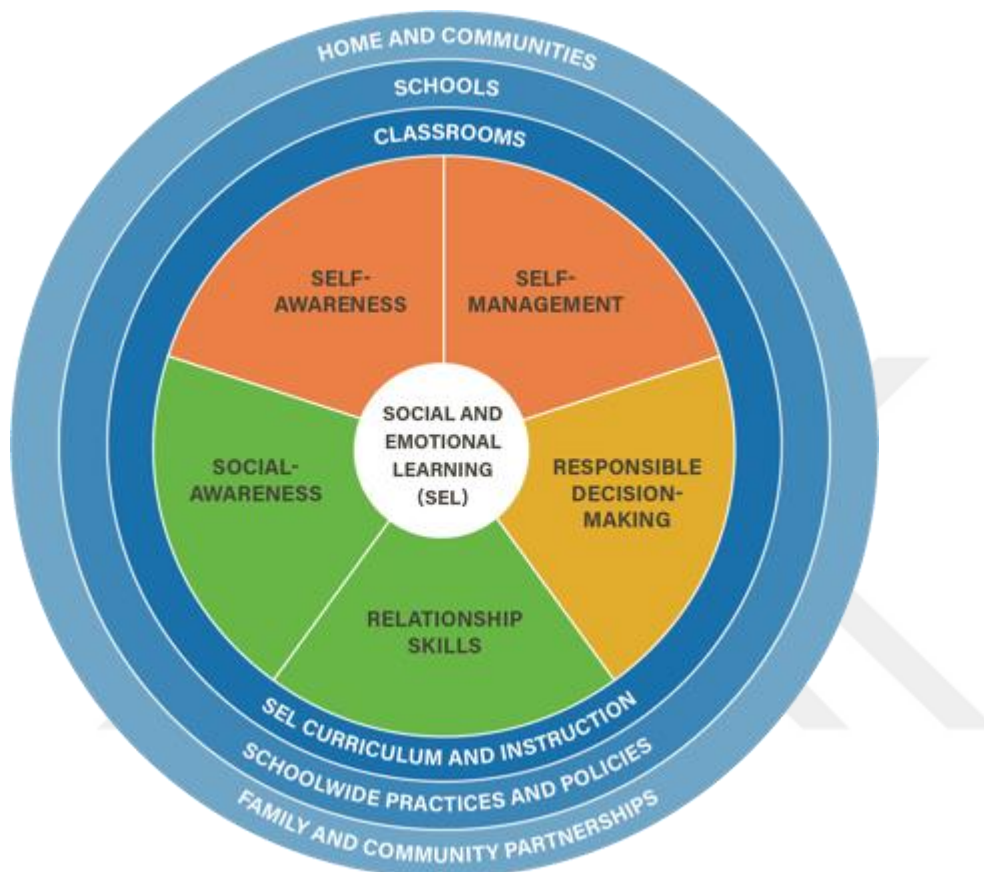 HOME AND COMMUNITIES
SCHOOLS
CLASSROOMS
SELF-
AWARENESS
SELF-
MANAGEMENT
SOCIAL AND
EMOTIONAL
LEARNING
(SEL)
SOCIAL-
AWARENESS
RESPONSIBLE
DECISION-
MAKING
RELATIONSHIP
SKILLS
SEL CURRICULUM AND INSTRUCTION
SCHOOLWIDE PRACTICES AND POLICIES
FAMILY AND COMMUNITY PARTNERSHIPS